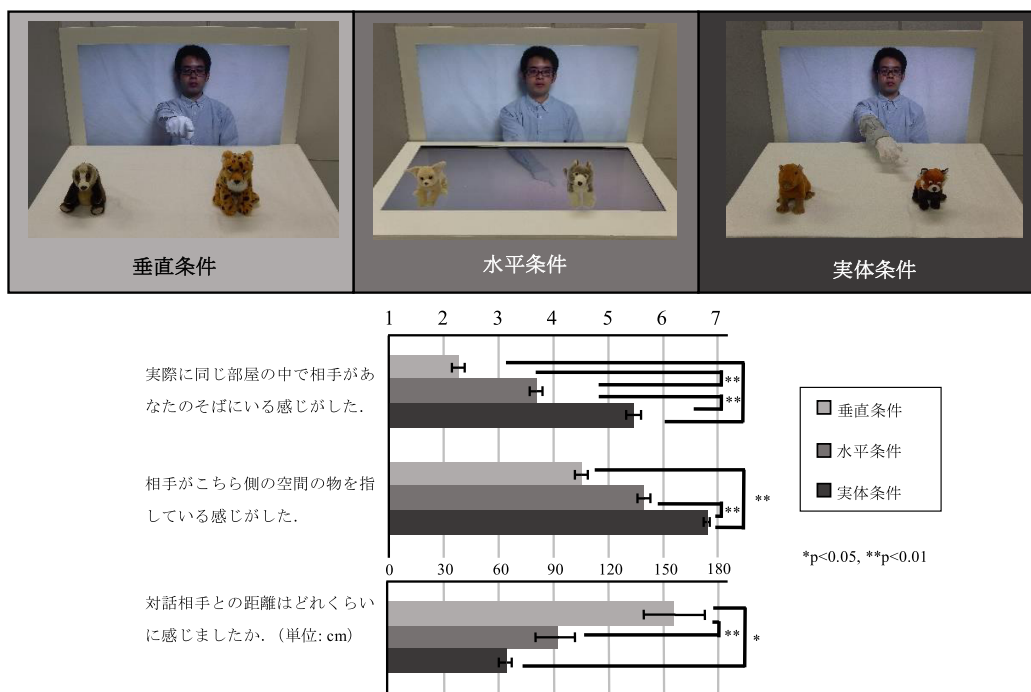 垂直条件
水平条件
実体条件
1 2 3 4 5 6 7
実際に同じ部屋の中で相手があ
なたのそばにいる感じがした.
**
**
相手がこちら側の空間の物を指
している感じがした.
**
**
垂直条件
水平条件
実体条件
*p<0.05, **p<0.01
0 30 60 90 120 150 180
対話相手との距離はどれくらい
に感じましたか. (単位: cm)
**
*